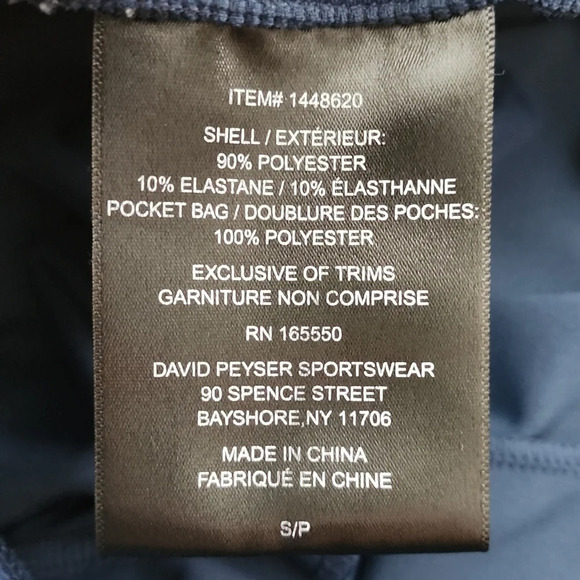 ITEM# 1448620
SHELL / EXTÉRIEUR:
90% POLYESTER
10% ELASTANE / 10% ÉLASTHANNE
POCKET BAG / DOUBLURE DES POCHES:
100% POLYESTER
EXCLUSIVE OF TRIMS
GARNITURE NON COMPRISE
RN 165550
DAVID PEYSER SPORTSWEAR
90 SPENCE STREET
BAYSHORE,NY 11706
MADE IN CHINA
FABRIQUÉ EN CHINE
S/P